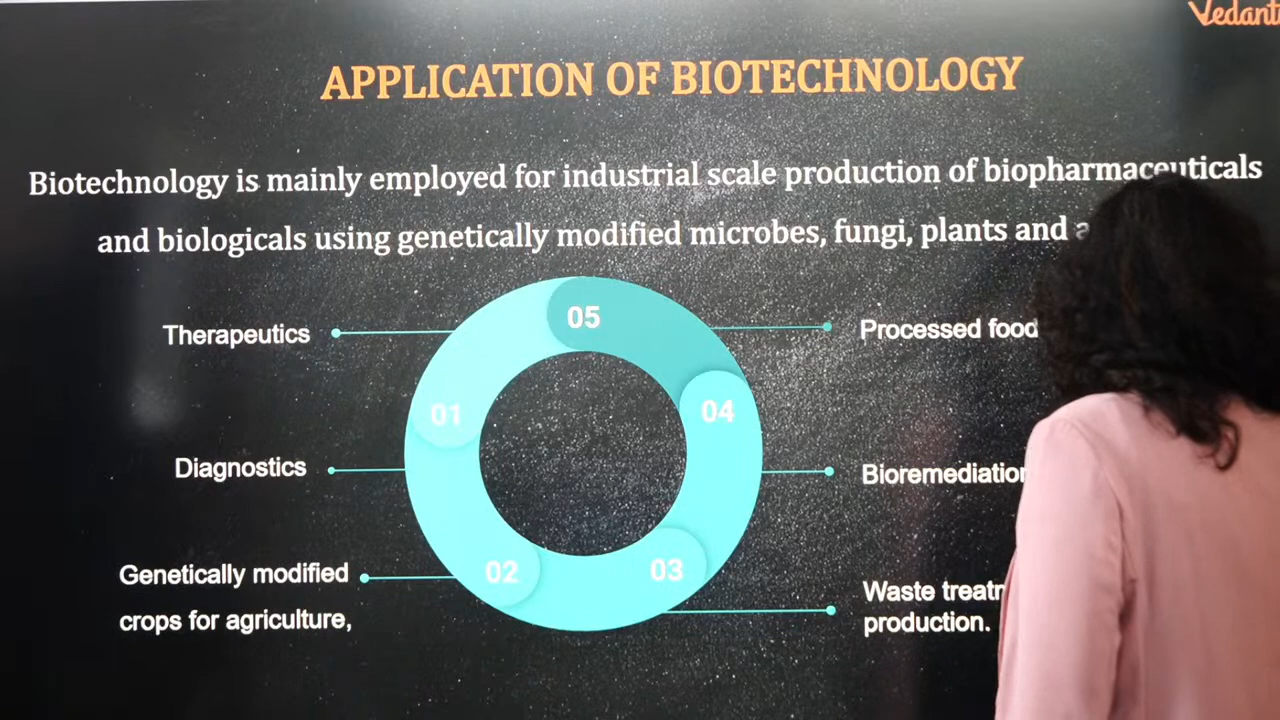 Vedant
APPLICATION OF BIOTECHNOLOGY
Biotechnology is mainly employed for industrial scale production of biopharmaceuticals
and biologicals using genetically modified microbes, fungi, plants and
05
Therapeutics
Processed food
01
04
Diagnostics
Bioremediation
02
03
Genetically modified
crops for agriculture,
Waste
production.